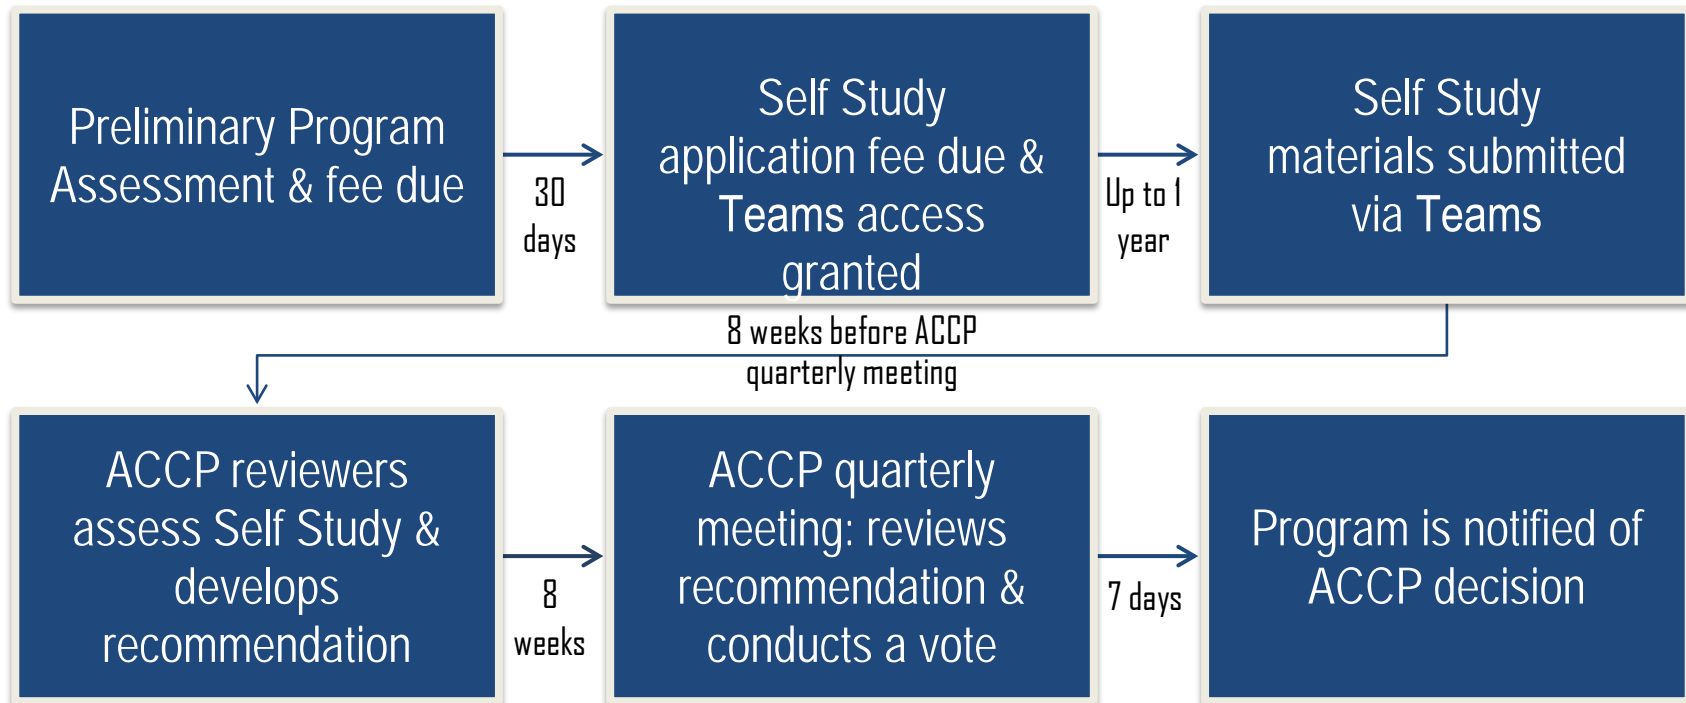 Preliminary Program
Assessment & fee due
30
days
Self Study
application fee due &
Teams access
granted
Up to 1
year
Self Study
materials submitted
via Teams
8 weeks before ACCP
quarterly meeting
ACCP reviewers
assess Self Study &
develops
recommendation
8
weeks
ACCP quarterly
meeting: reviews
recommendation &
conducts a vote
7 days
Program is notified of
ACCP decision